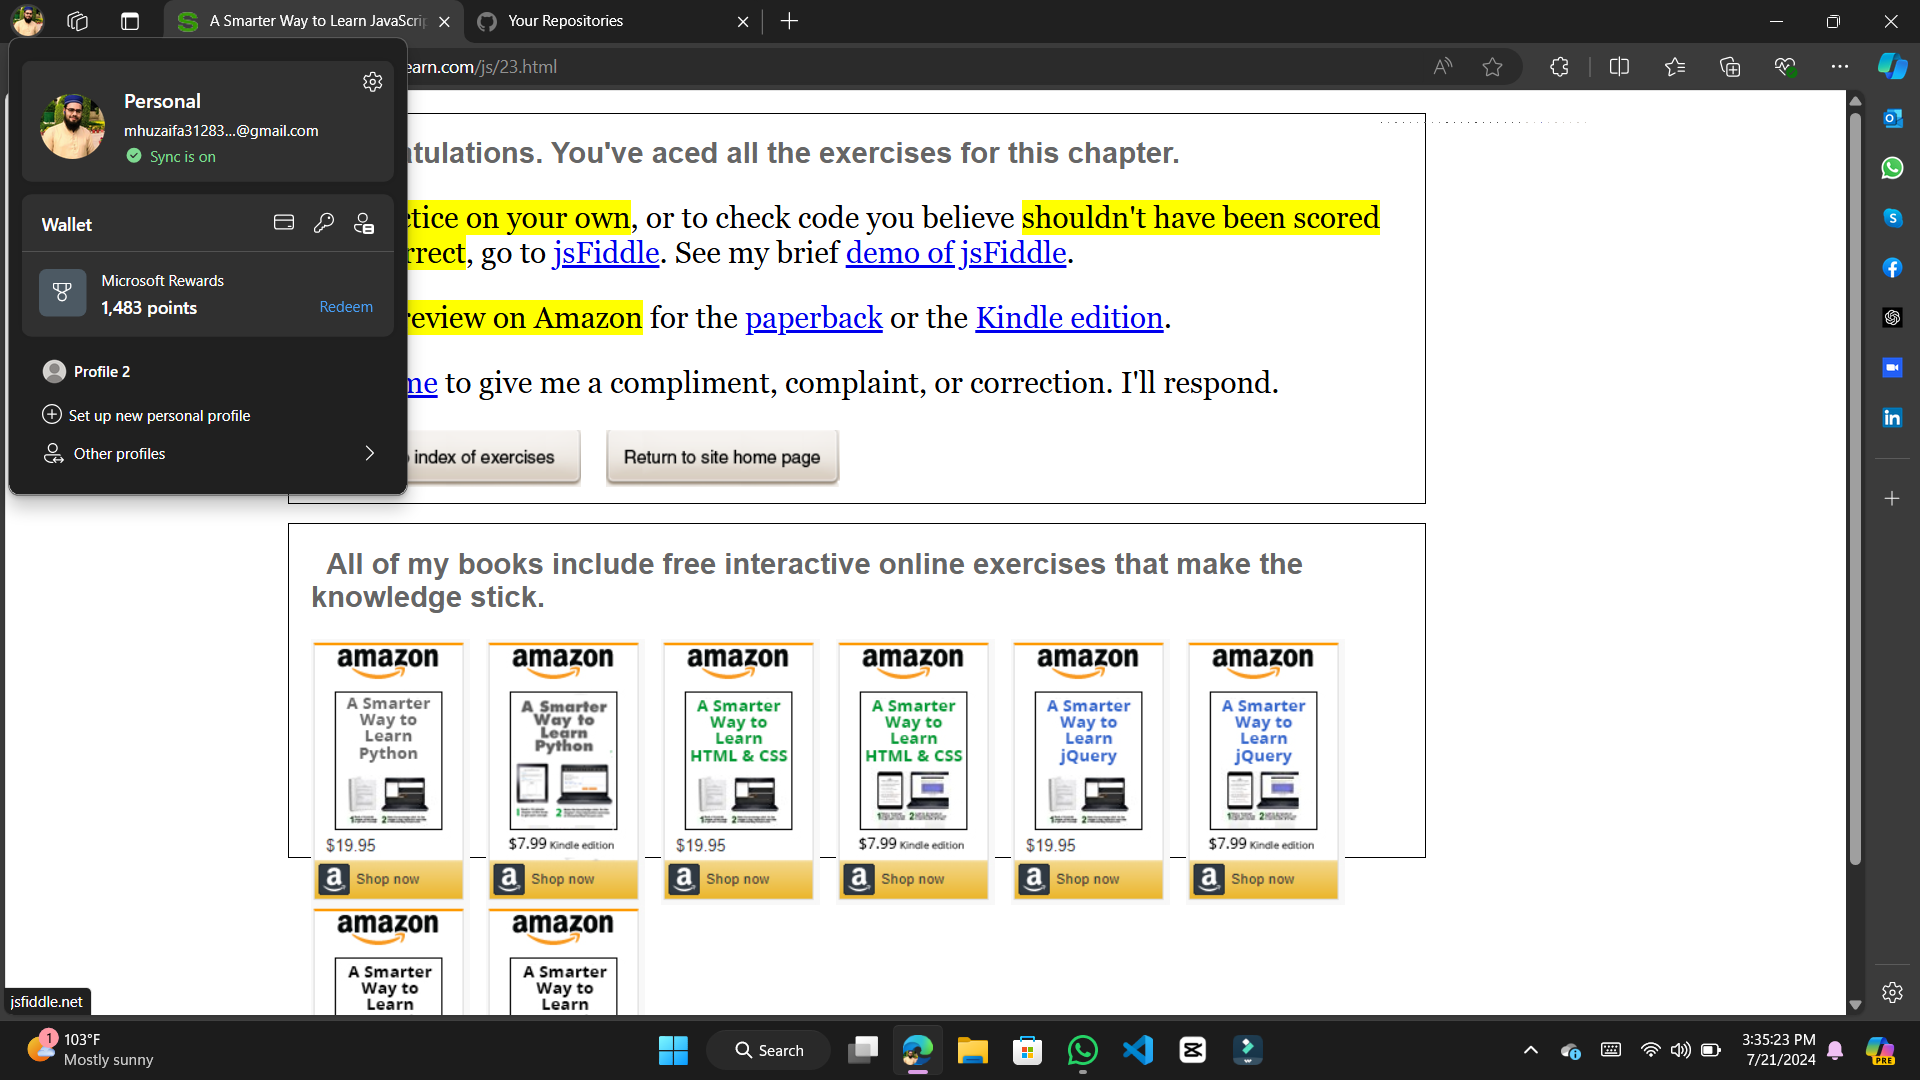 A Smarter Way to Learn JavaScrip
Your Repositories
earn.com/js/23.html
Personal
mhuzaifa31283...@gmail.com
Sync is on
Wallet
Microsoft Rewards
1,483 points
Redeem
Profile 2
Set up new personal profile
Other profiles
tulations. You've aced all the exercises for this chapter.
ctice on your own, or to check code you believe shouldn't have been scored
rrect, go to jsFiddle. See my brief demo of jsFiddle.
review on Amazon for the paperback or the Kindle edition.
me to give me a compliment, complaint, or correction. I'll respond.
index of exercises
Return to site home page
All of my books include free interactive online exercises that make the
knowledge stick.
amazon
A Smarter
Way to
Learn
Python
$19.95
Shop now
amazon
A Smarter
Way to
Learn
Python
$7.99 Kindle edition
Shop now
amazon
A Smarter
Way to
Learn
HTML & CSS
$19.95
Shop now
amazon
A Smarter
Way to
Learn
HTML & CSS
$7.99 Kindle edition
Shop now
amazon
A Smarter
Way to
Learn
jQuery
$19.95
Shop now
amazon
A Smarter
Way to
Learn
jQuery
$7.99 Kindle edition
Shop now
amazon
A Smarter
Way to
Learn
amazon
A Smarter
Way to
Learn
jsfiddle.net
1
103°F
Mostly sunny
Search
3:35:23 PM
7/21/2024
PRE